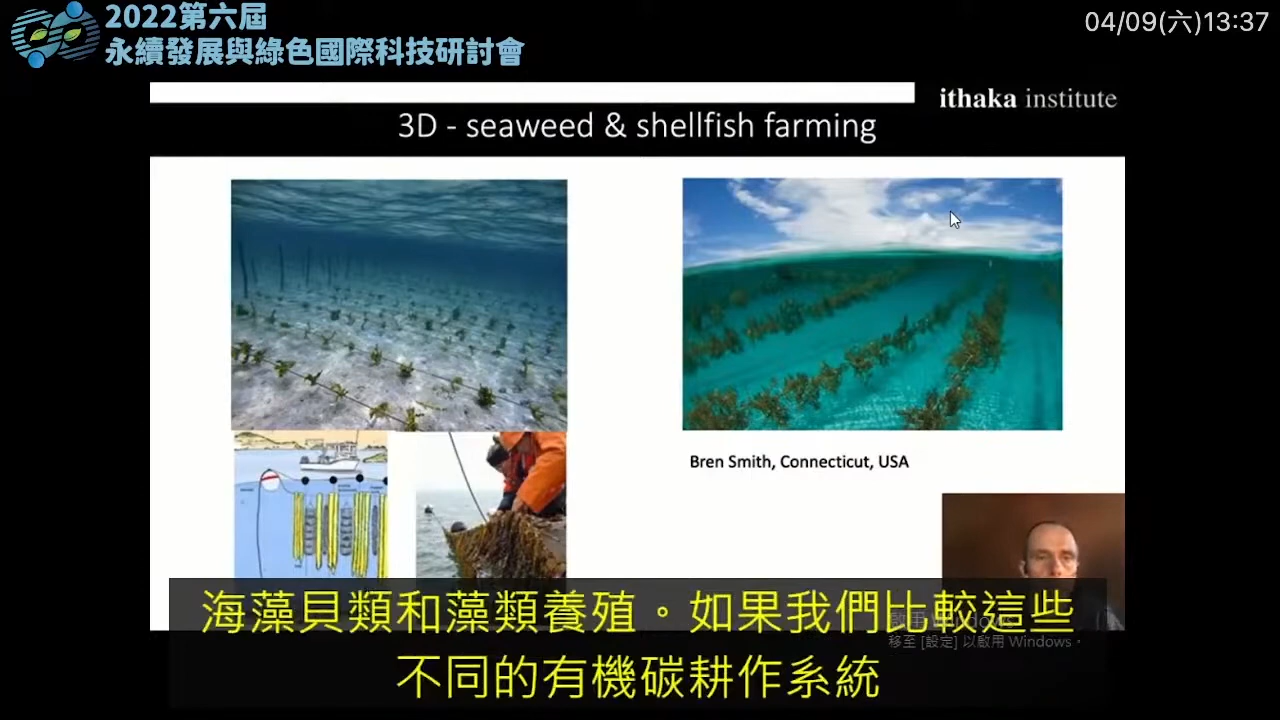 2022第六屆
永續發展與綠色國際科技研討會
04/09(六)13:37
ithaka institute
3D - seaweed & shellfish farming
Bren Smith, Connecticut, USA
海藻貝類和藻類養殖。如果我們比較這些
不同的有機碳耕作系統
啟用 Windows
移至 [設定] 以啟用 Windows。